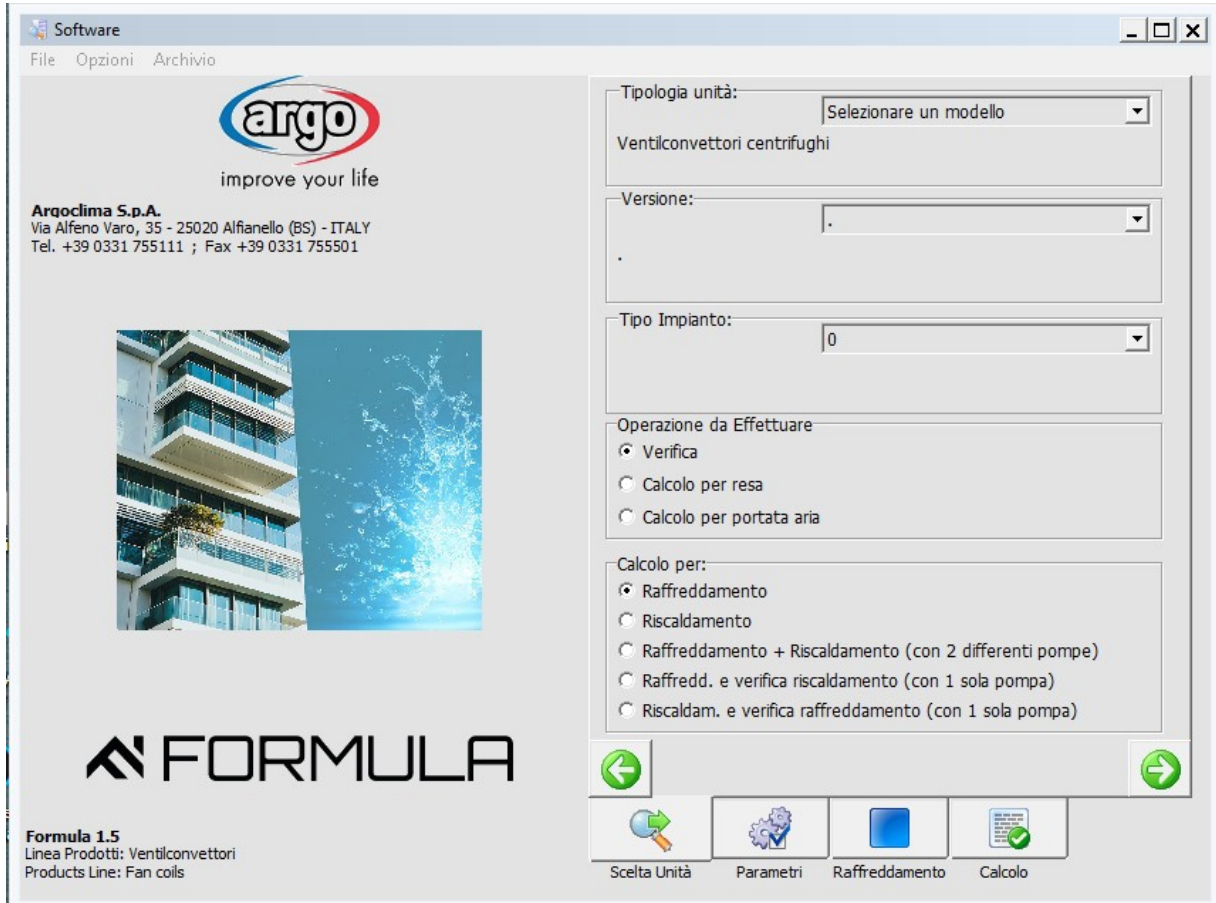 Software
File Opzioni Archivio
argo
improve your life
Argoclima S.p.A.
Via Alfeno Varo, 35 - 25020 Alfianello (BS) - ITALY
Tel. +39 0331 755111 ; Fax +39 0331 755501
FORMULA
Formula 1.5
Linea Prodotti: Ventilconvettori
Products Line: Fan coils
Tipologia unità:
Selezionare un modello
Ventilconvettori centrifughi
Versione:
.
.
Tipo Impianto:
0
Operazione da Effettuare
Verifica
Calcolo per resa
Calcolo per portata aria
Calcolo per:
Raffreddamento
Riscaldamento
Raffreddamento + Riscaldamento (con 2 differenti pompe)
Raffredd. e verifica riscaldamento (con 1 sola pompa)
Riscaldam. e verifica raffreddamento (con 1 sola pompa)
Scelta Unità Parametri Raffreddamento Calcolo